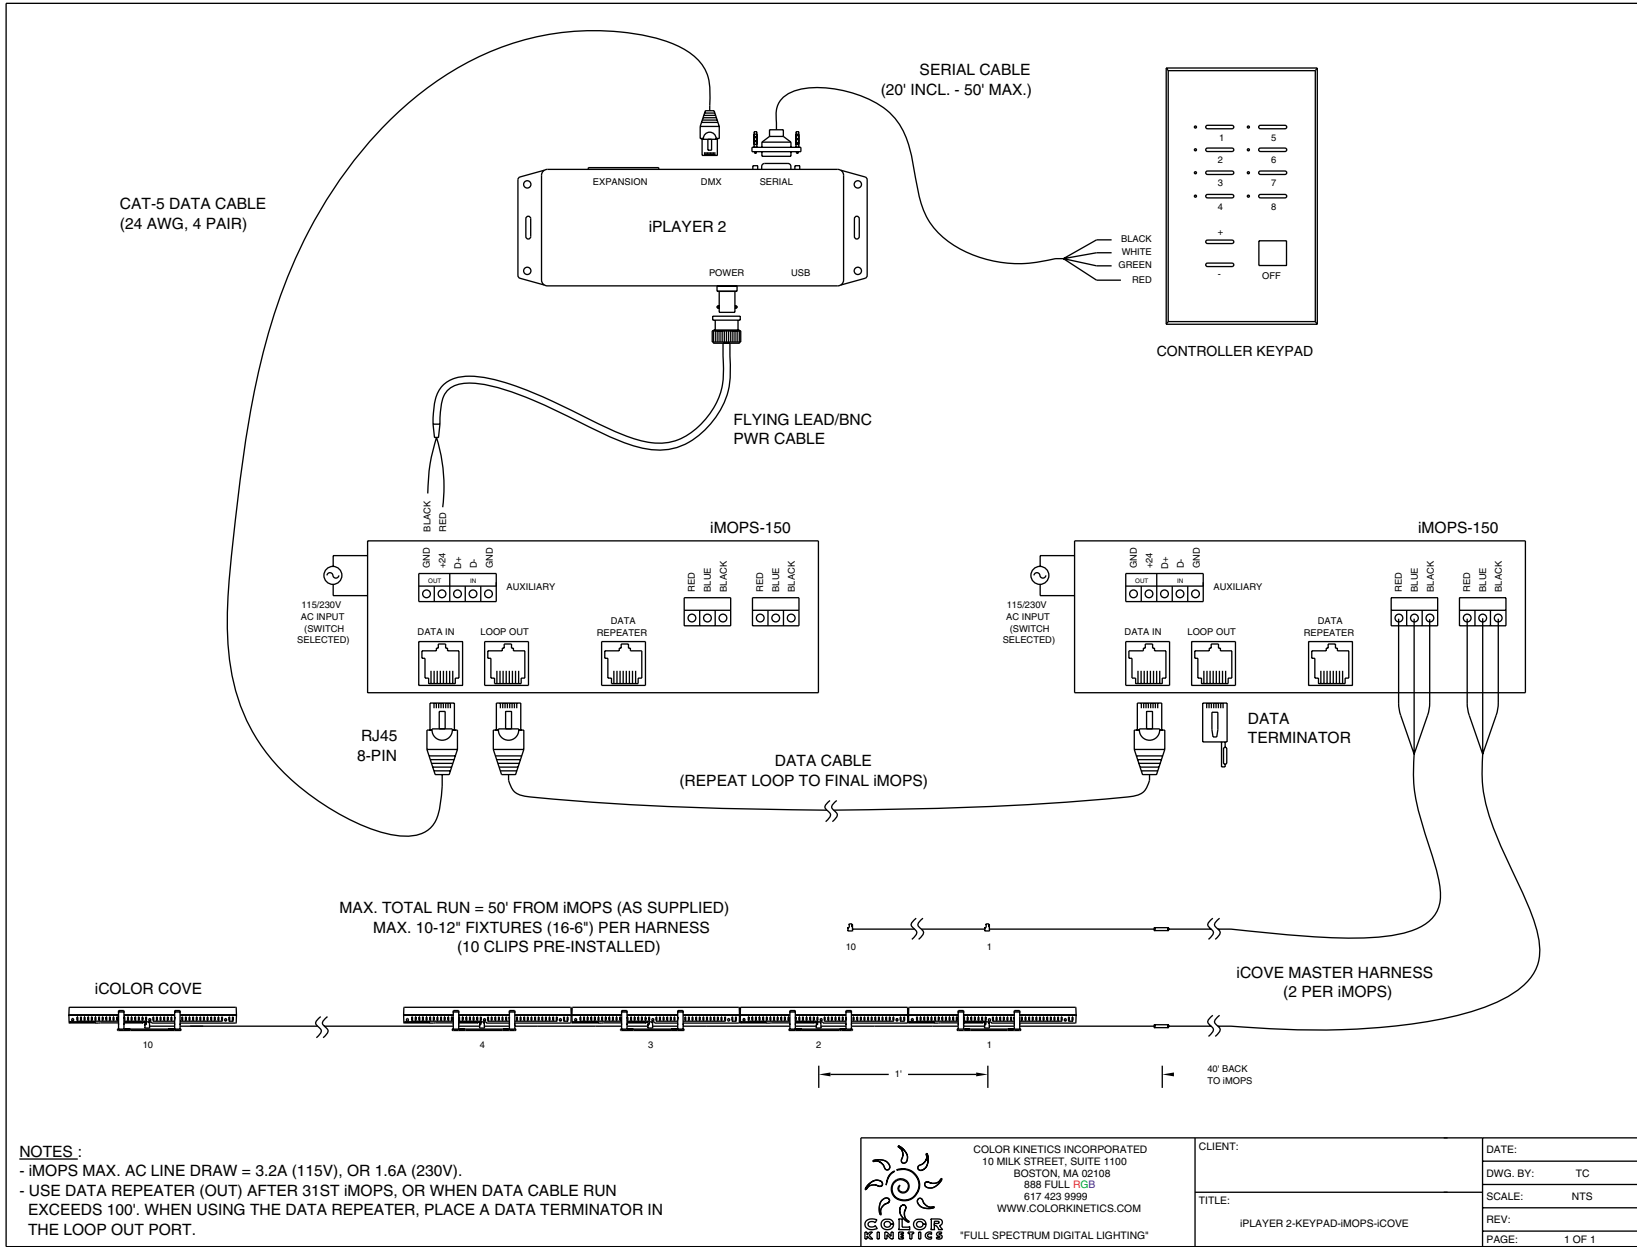 SERIAL CABLE
(20' INCL. - 50' MAX.)
CAT-5 DATA CABLE
(24 AWG, 4 PAIR)
EXPANSION
DMX
SERIAL
iPLAYER 2
POWER
USB
1
2
3
4
5
6
7
8
+
-
OFF
BLACK
WHITE
GREEN
RED
CONTROLLER KEYPAD
FLYING LEAD/BNC
PWR CABLE
BLACK
RED
iMOPS-150
GND
+24
D+
D-
GND
OUT
IN
AUXILIARY
RED
BLUE
BLACK
RED
BLUE
BLACK
115/230V
AC INPUT
(SWITCH
SELECTED)
DATA IN
LOOP OUT
DATA
REPEATER
iMOPS-150
GND
+24
D+
D-
GND
OUT
IN
AUXILIARY
RED
BLUE
BLACK
RED
BLUE
BLACK
115/230V
AC INPUT
(SWITCH
SELECTED)
DATA IN
LOOP OUT
DATA
REPEATER
RJ45
8-PIN
DATA
TERMINATOR
DATA CABLE
(REPEAT LOOP TO FINAL iMOPS)
MAX. TOTAL RUN = 50' FROM iMOPS (AS SUPPLIED)
MAX. 10-12" FIXTURES (16-6") PER HARNESS
(10 CLIPS PRE-INSTALLED)
10
1
iCOVE MASTER HARNESS
(2 PER iMOPS)
iCOLOR COVE
10
4
3
2
1
1'
40' BACK
TO iMOPS
NOTES :
- iMOPS MAX. AC LINE DRAW = 3.2A (115V), OR 1.6A (230V).
- USE DATA REPEATER (OUT) AFTER 31ST iMOPS, OR WHEN DATA CABLE RUN
EXCEEDS 100'. WHEN USING THE DATA REPEATER, PLACE A DATA TERMINATOR IN
THE LOOP OUT PORT.
COLOR
KINETICS
COLOR KINETICS INCORPORATED
10 MILK STREET, SUITE 1100
BOSTON, MA 02108
888 FULL RGB
617 423 9999
WWW.COLORKINETICS.COM
"FULL SPECTRUM DIGITAL LIGHTING"
CLIENT:
TITLE:
iPLAYER 2-KEYPAD-iMOPS-iCOVE
DATE:
DWG. BY: TC
SCALE: NTS
REV:
PAGE: 1 OF 1